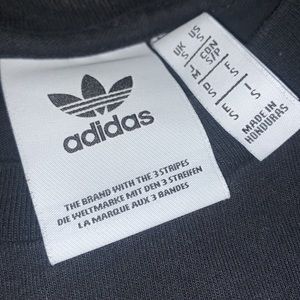 adidas
THE BRAND WITH THE 3 STRIPES
DIE WELTMARKE MIT DEN 3 STREIFEN
LA MARQUE AUX 3 BANDES
US S
UK S
CDN S/P
J M
F S
D S
I S
E S
MADE IN
HONDURAS